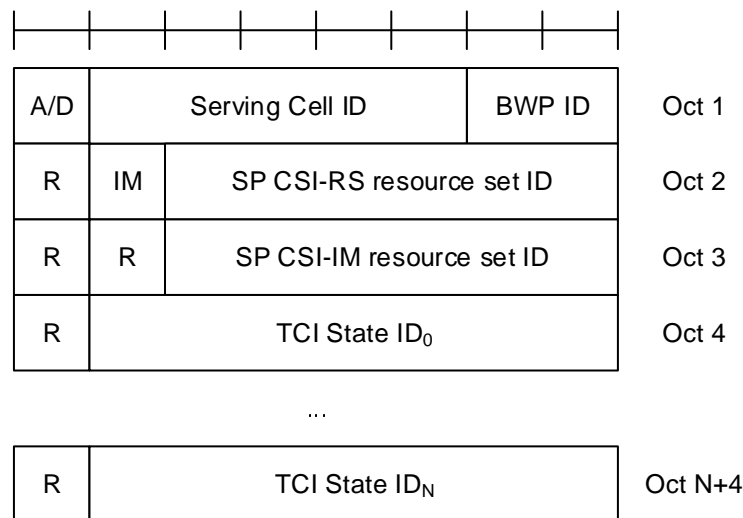 A/D Serving Cell ID BWP ID Oct 1
R IM SP CSI-RS resource set ID Oct 2
R R SP CSI-IM resource set ID Oct 3
R TCI State ID₀ Oct 4
...
R TCI State IDN Oct N+4